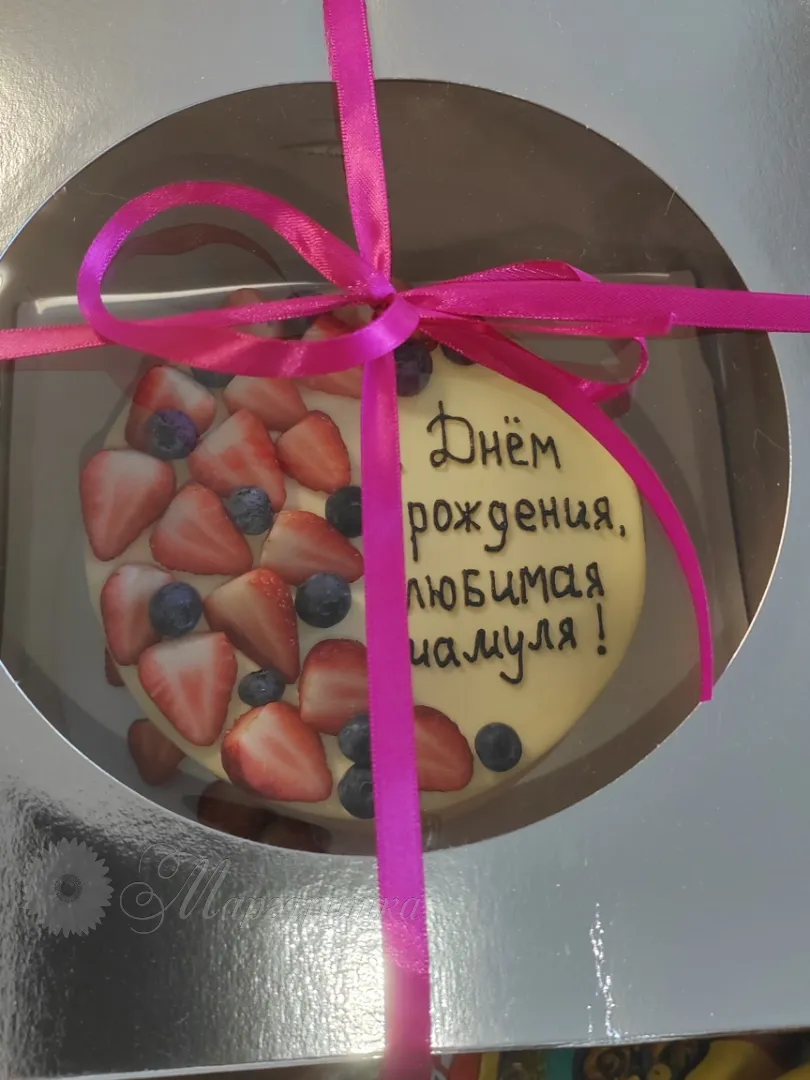 Днём
рождения,
любимая
мамуля!